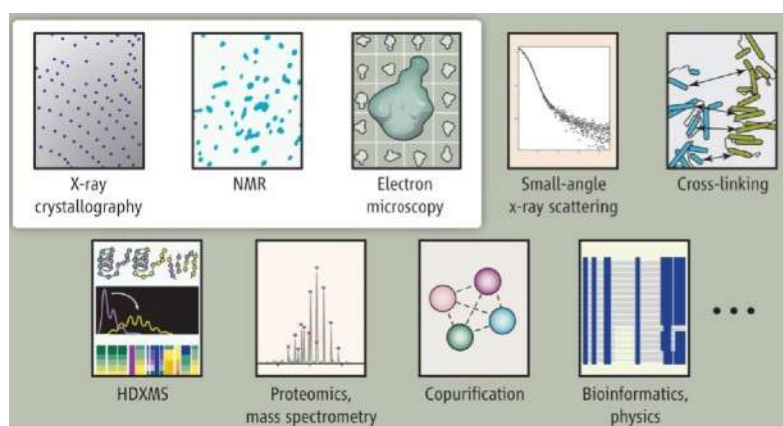 X-ray
crystallography
NMR
Electron
microscopy
Small-angle
x-ray scattering
Cross-linking
HDXMS
Proteomics,
mass spectrometry
Copurification
Bioinformatics,
physics
...